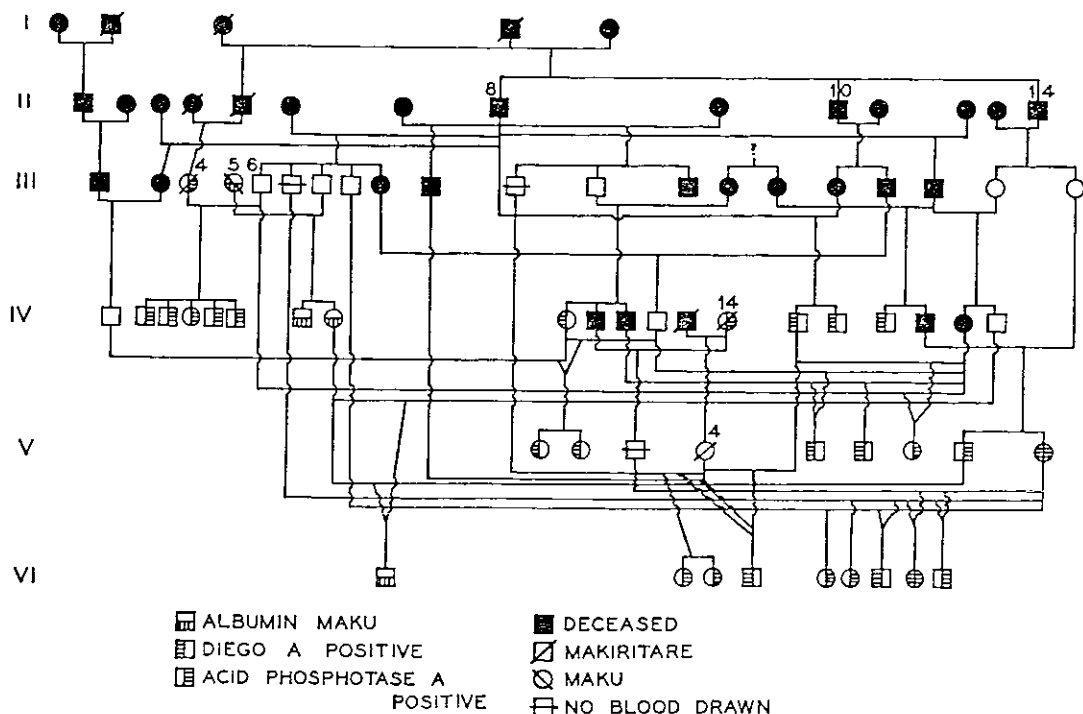 I
II 8 10 14
III 4 5 6 ?
IV 14
V 4
VI
ALBUMIN MAKU
DIEGO A POSITIVE
ACID PHOSPHOTASE A
POSITIVE
DECEASED
MAKIRITARE
MAKU
NO BLOOD DRAWN